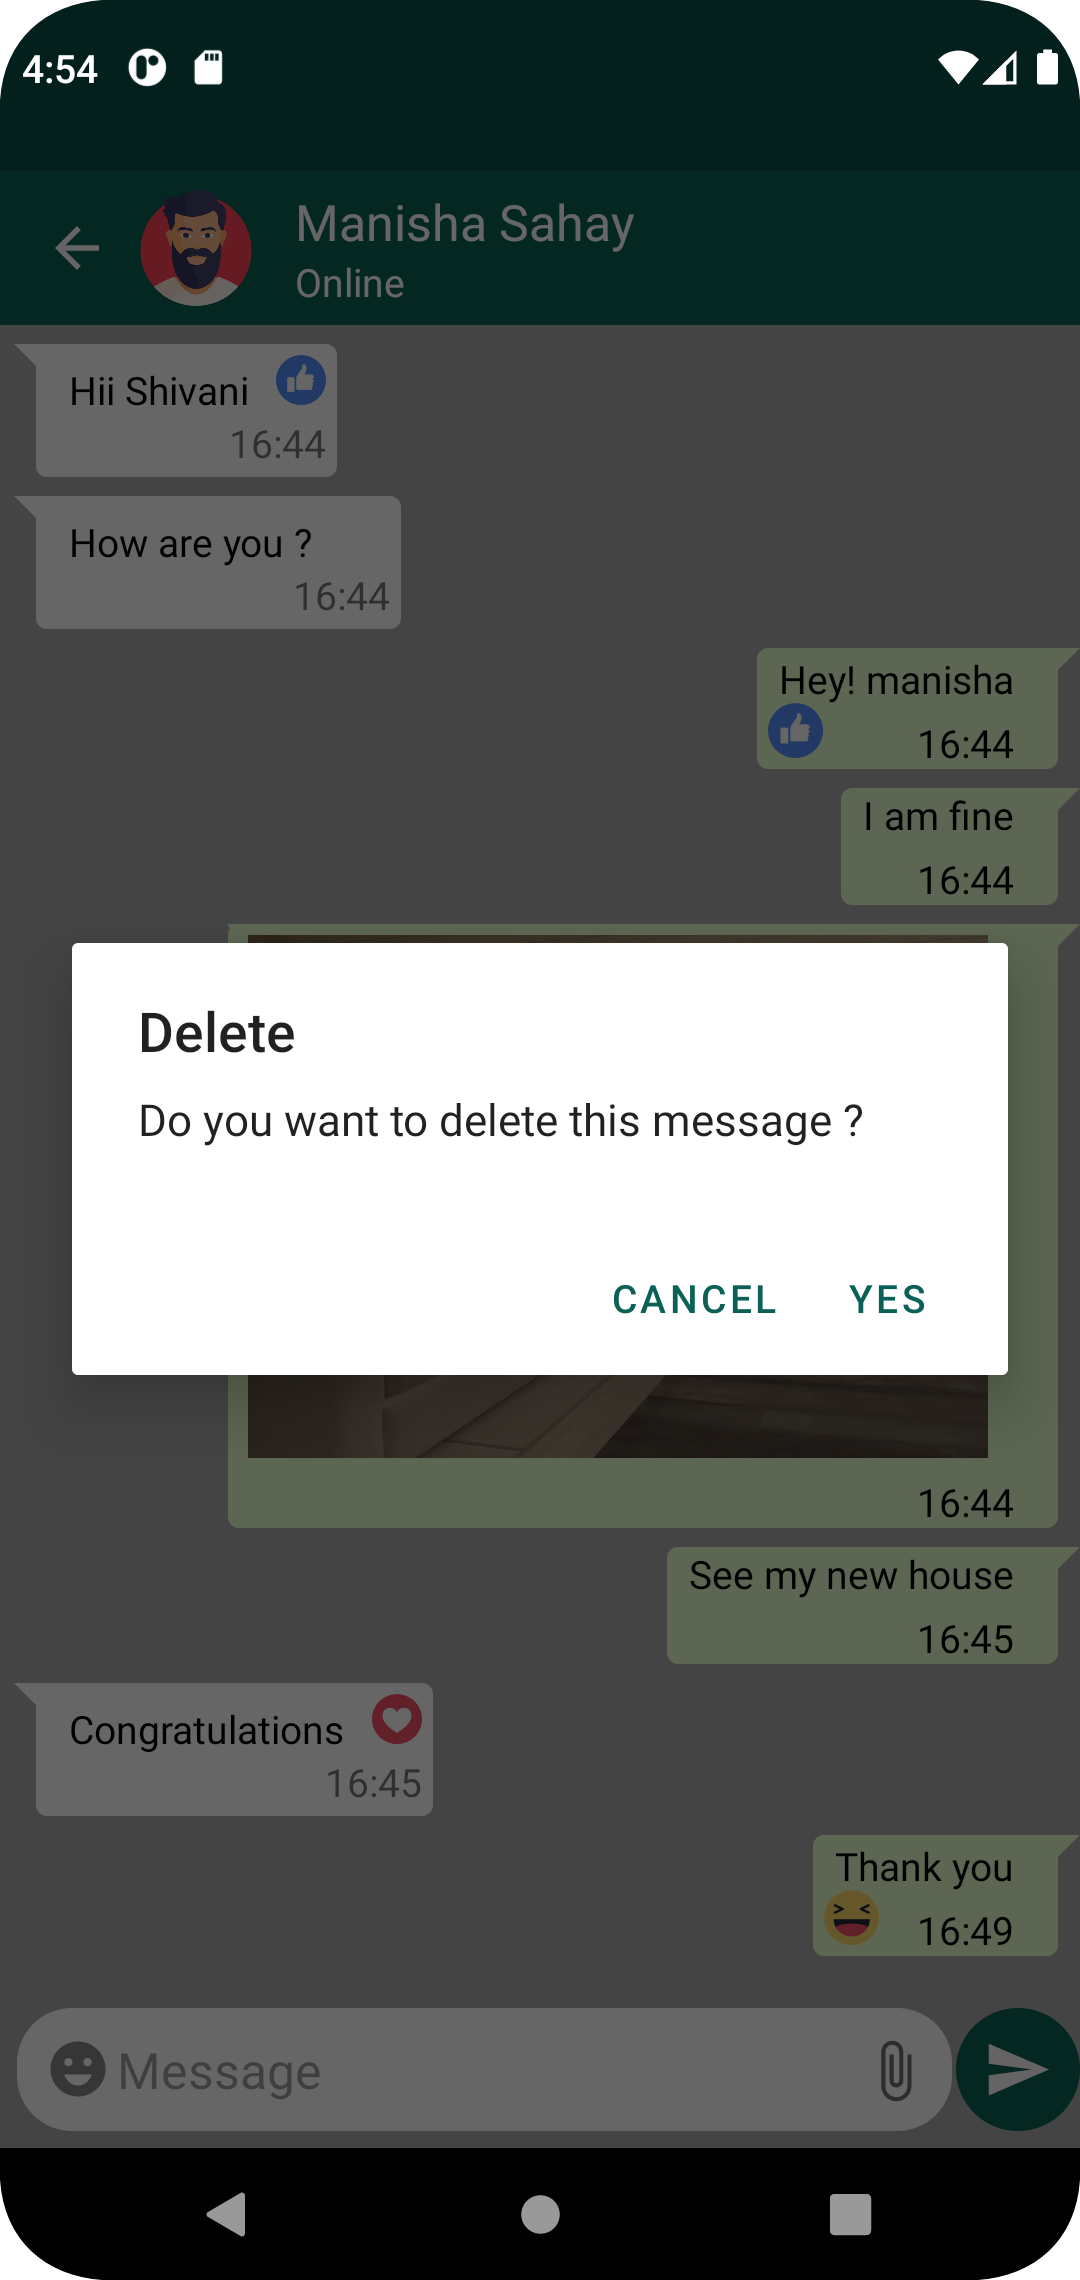 4:54
Manisha Sahay
Online
Hii Shivani
16:44
How are you ?
16:44
Hey! manisha
16:44
I am fine
16:44
Delete
Do you want to delete this message ?
CANCEL YES
16:44
See my new house
16:45
Congratulations
16:45
Thank you
16:49
Message